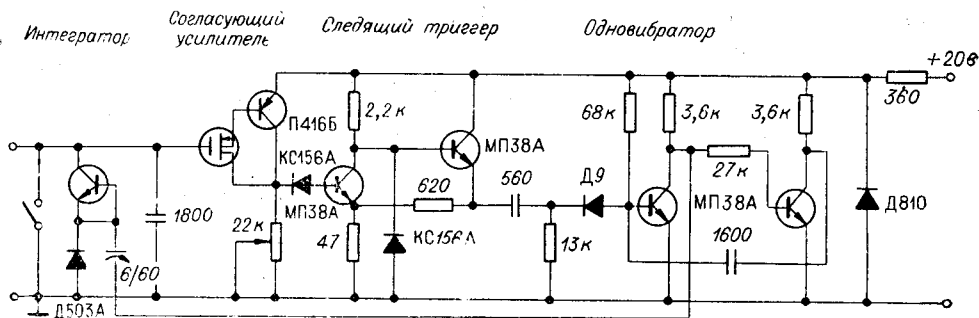 Интегратор
Согласующий
усилитель
Следящий триггер
Одновибратор
+20в
360
П416Б
2,2к
68к
3,6к
3,6к
КС156А
МП38А
МП38А
620
560
Д9
27к
МП38А
1800
22к
47
КС156А
13к
1600
Д810
6/60
Д503А